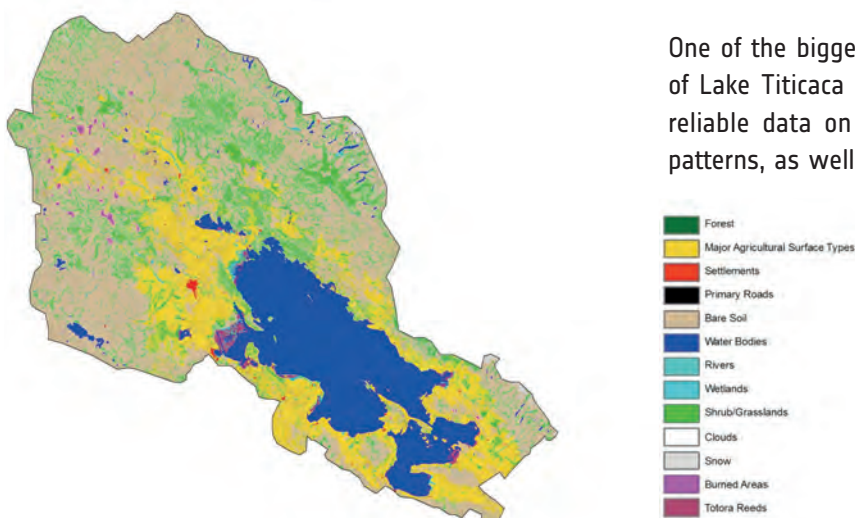 One of the bigge
of Lake Titicaca
reliable data on
patterns, as well
Forest
Major Agricultural Surface Types
Settlements
Primary Roads
Bare Soil
Water Bodies
Rivers
Wetlands
Shrub/Grasslands
Clouds
Snow
Burned Areas
Totora Reeds